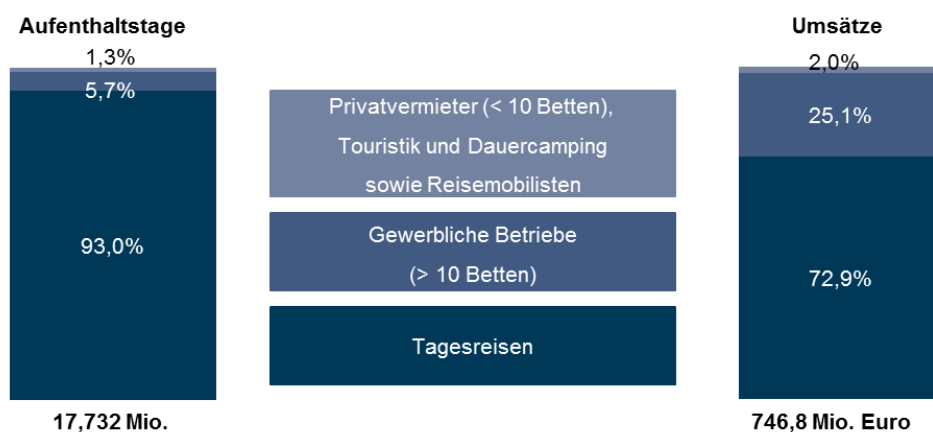 Aufenthaltstage
1,3%
5,7%
93,0%
17,732 Mio.
Privatvermieter (< 10 Betten),
Touristik und Dauercamping
sowie Reisemobilisten
Gewerbliche Betriebe
(> 10 Betten)
Tagesreisen
Umsätze
2,0%
25,1%
72,9%
746,8 Mio. Euro